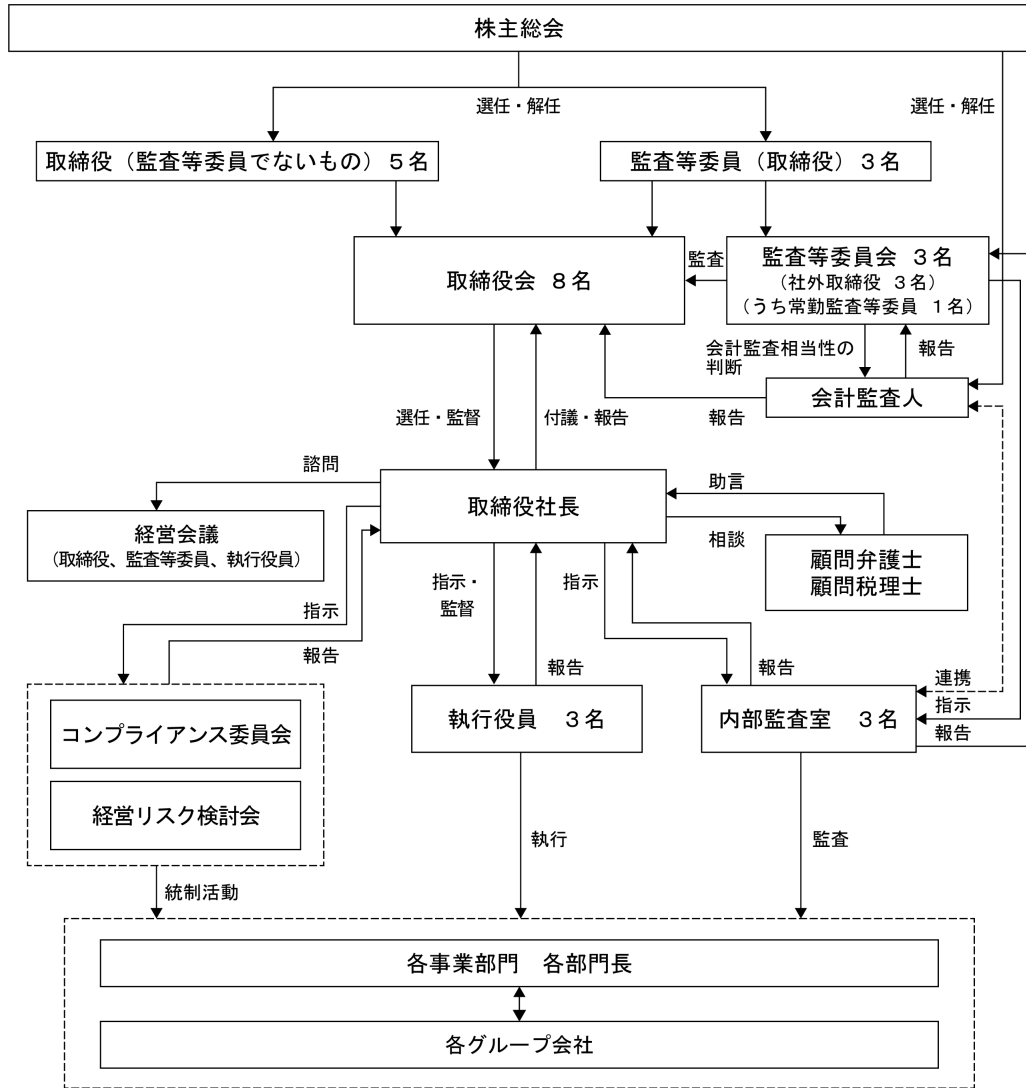 株主総会
選任・解任
選任・解任
取締役（監査等委員でないもの）５名
監査等委員（取締役）３名
取締役会 ８名
監査
監査等委員会 ３名
（社外取締役 ３名）
（うち常勤監査等委員 １名）
会計監査相当性の
判断
報告
会計監査人
報告
選任・監督
付議・報告
諮問
取締役社長
助言
相談
経営会議
（取締役、監査等委員、執行役員）
顧問弁護士
顧問税理士
指示
報告
指示・
監督
報告
指示
報告
連携
指示
報告
コンプライアンス委員会
経営リスク検討会
執行役員 ３名
内部監査室 ３名
統制活動
執行
監査
各事業部門 各部門長
各グループ会社